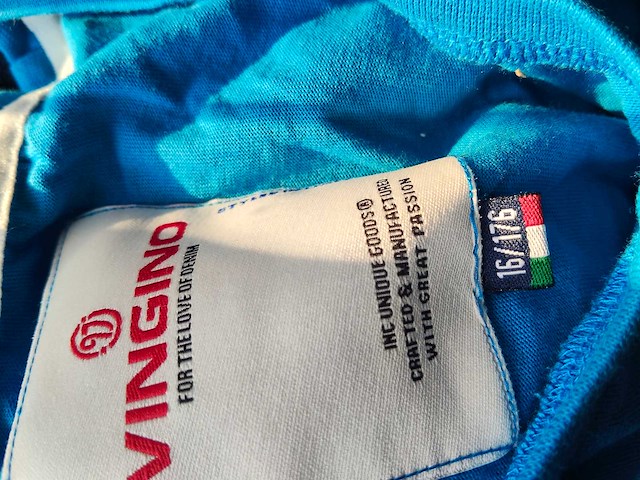 VINGINO
FOR THE LOVE OF DENIM
INC UNIQUE GOODS®
CRAFTED & MANUFACTURED
WITH GREAT PASSION
16/176